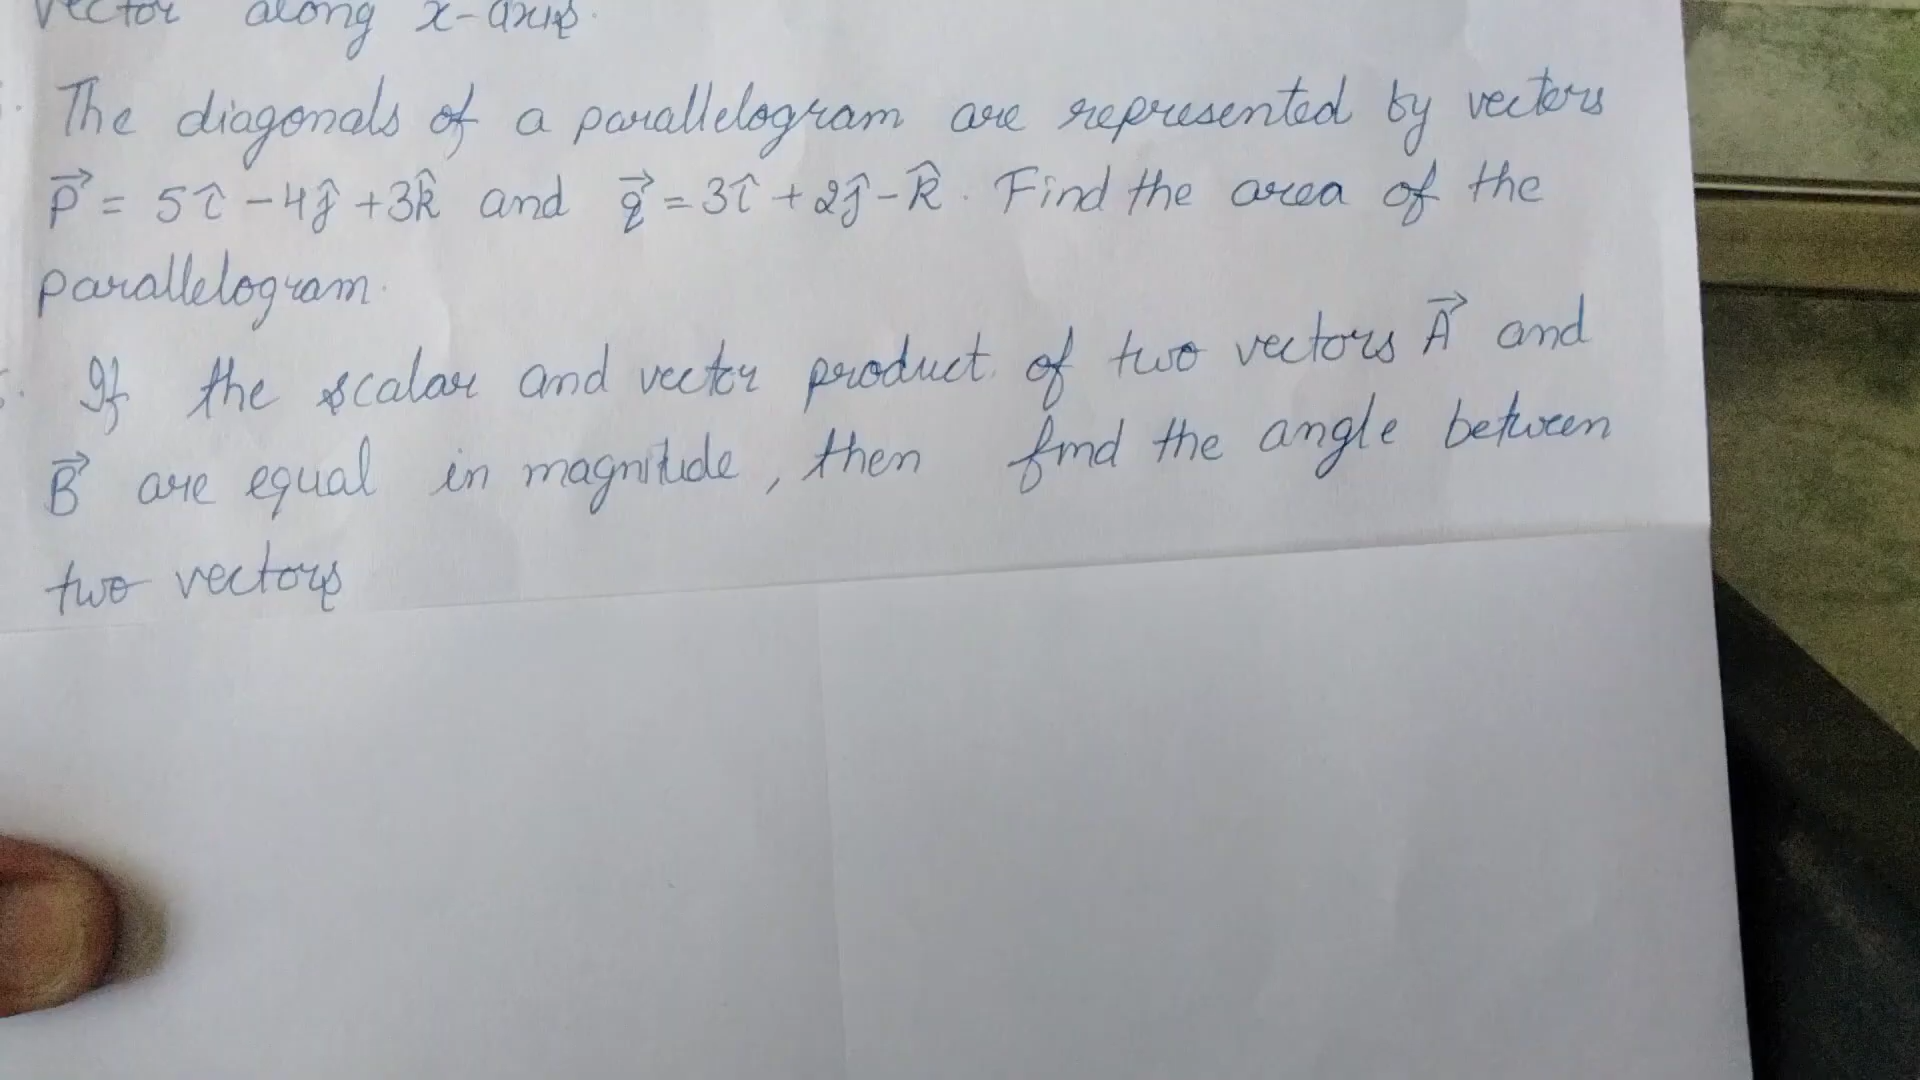 vector along x-axis.
The diagonals of a parallelogram are represented by vectors
p⃗ = 5î - 4ĵ + 3k̂ and q⃗ = 3î + 2ĵ - k̂. Find the area of the
parallelogram.
If the scalar and vector product of two vectors A⃗ and
B⃗ are equal in magnitude, then find the angle between
two vectors